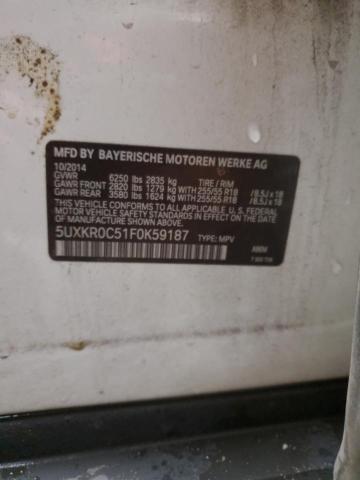 MFD BY BAYERISCHE MOTOREN WERKE AG
10/2014
GVWR 6250 lbs 2835 kg TIRE / RIM
GAWR FRONT 2820 lbs 1279 kg WITH 255/55 R18 /8.5J x 18
GAWR REAR 3580 lbs 1624 kg WITH 255/55 R18 /8.5J x 18
THIS VEHICLE CONFORMS TO ALL APPLICABLE U. S. FEDERAL
MOTOR VEHICLE SAFETY STANDARDS IN EFFECT ON THE DATE
OF MANUFACTURE SHOWN ABOVE.
5UXKR0C51F0K59187 TYPE: MPV